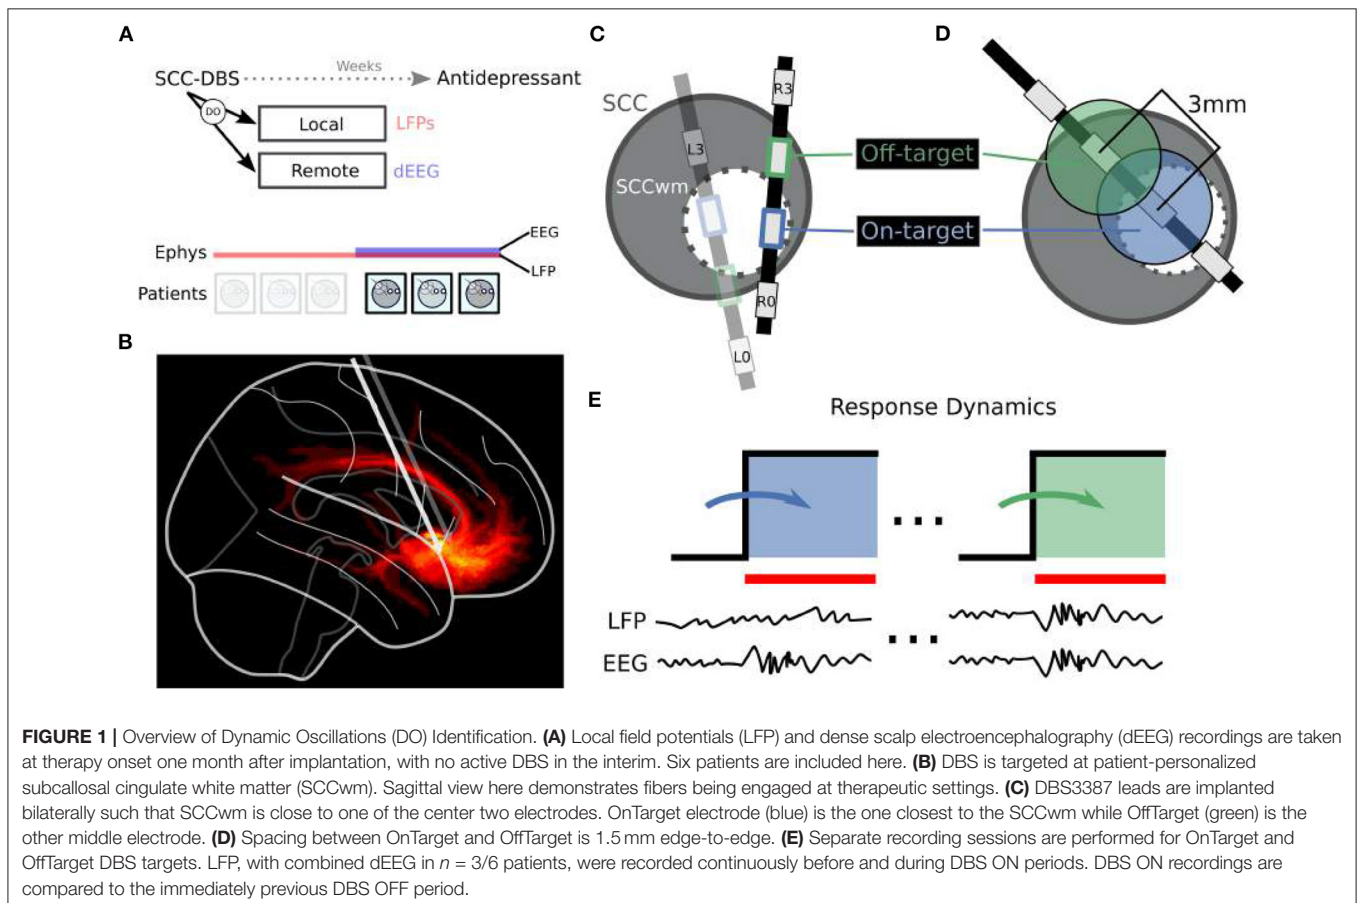 A
SCC-DBS
Weeks
Antidepressant
DO
Local
LFPs
Remote
dEEG
Ephys
EEG
LFP
Patients
B
C
SCC
R3
L3
SCCwm
R0
L0
Off-target
On-target
D
3mm
E
Response Dynamics
...
LFP
...
EEG
FIGURE 1 | Overview of Dynamic Oscillations (DO) Identification. (A) Local field potentials (LFP) and dense scalp electroencephalography (dEEG) recordings are taken
at therapy onset one month after implantation, with no active DBS in the interim. Six patients are included here. (B) DBS is targeted at patient-personalized
subcallosal cingulate white matter (SCCwm). Sagittal view here demonstrates fibers being engaged at therapeutic settings. (C) DBS3387 leads are implanted
bilaterally such that SCCwm is close to one of the center two electrodes. OnTarget electrode (blue) is the one closest to the SCCwm while OffTarget (green) is the
other middle electrode. (D) Spacing between OnTarget and OffTarget is 1.5 mm edge-to-edge. (E) Separate recording sessions are performed for OnTarget and
OffTarget DBS targets. LFP, with combined dEEG in n = 3/6 patients, were recorded continuously before and during DBS ON periods. DBS ON recordings are
compared to the immediately previous DBS OFF period.